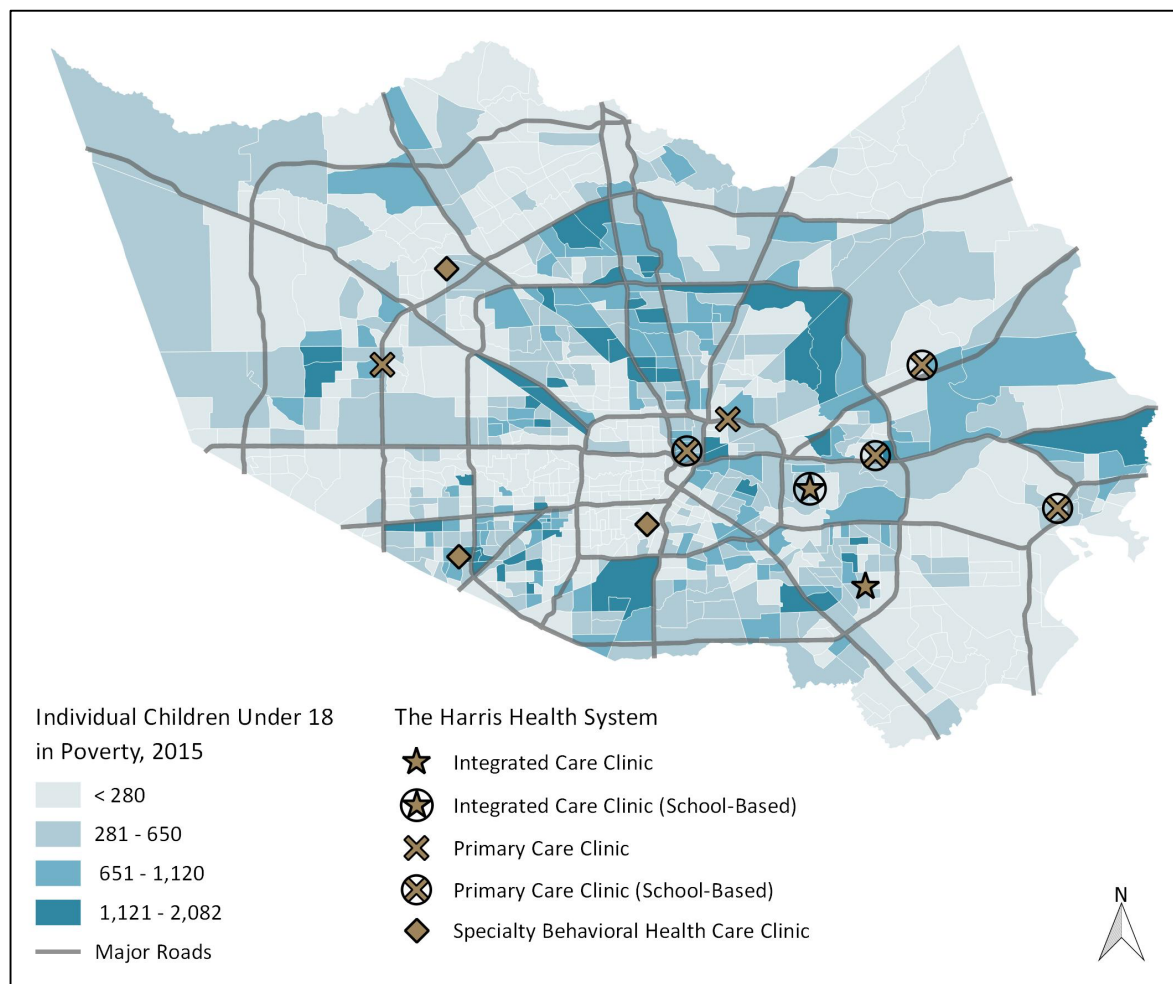 Individual Children Under 18
in Poverty, 2015
< 280
281 - 650
651 - 1,120
1,121 - 2,082
Major Roads
The Harris Health System
Integrated Care Clinic
Integrated Care Clinic (School-Based)
Primary Care Clinic
Primary Care Clinic (School-Based)
Specialty Behavioral Health Care Clinic
N